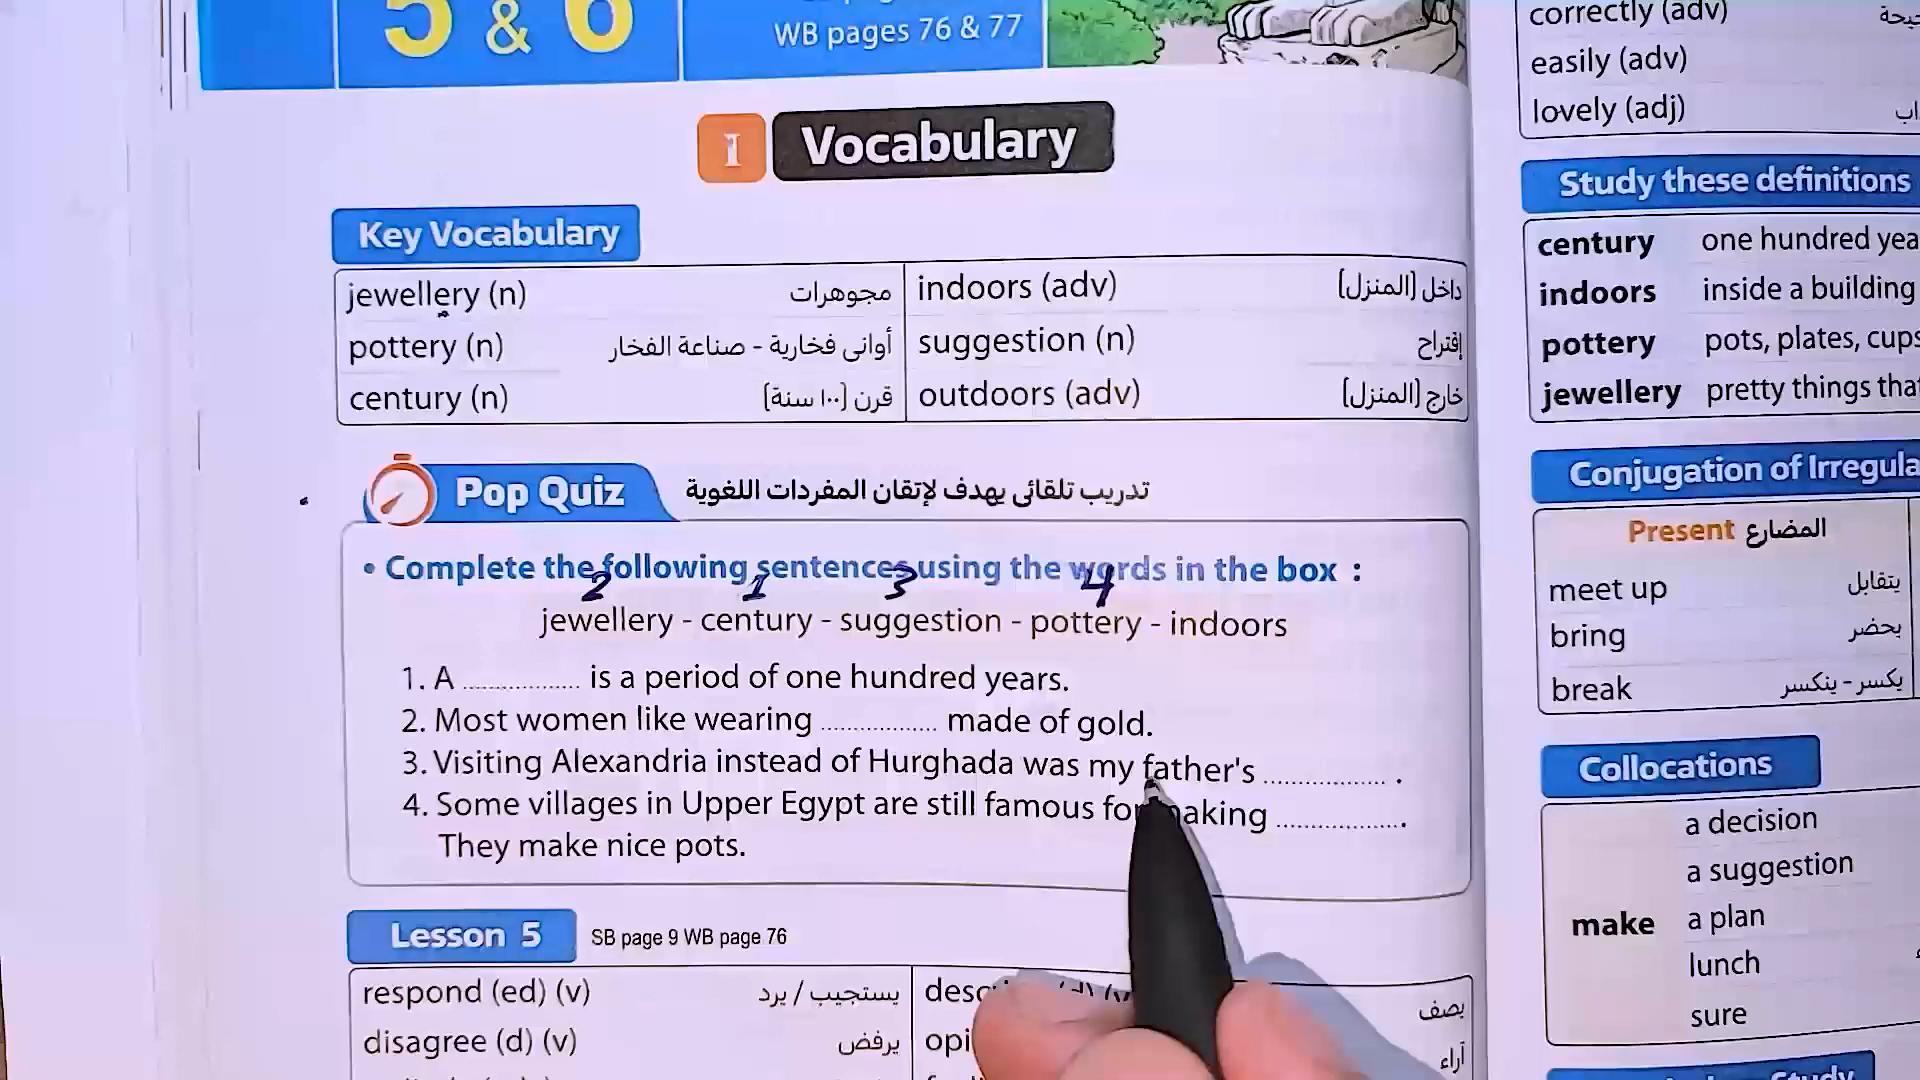 5 & 6
WB pages 76 & 77
I Vocabulary
Key Vocabulary
jewellery (n) مجوهرات
indoors (adv) داخل [المنزل]
pottery (n) أوانى فخارية - صناعة الفخار
suggestion (n) إقتراح
century (n) قرن [١٠٠ سنة]
outdoors (adv) خارج [المنزل]
Pop Quiz تدريب تلقائى يهدف لإتقان المفردات اللغوية
• Complete the following sentences using the words in the box :
2 1 3 4
jewellery - century - suggestion - pottery - indoors
1. A ................ is a period of one hundred years.
2. Most women like wearing ................ made of gold.
3. Visiting Alexandria instead of Hurghada was my father's ................ .
4. Some villages in Upper Egypt are still famous for making ................ .
They make nice pots.
Lesson 5 SB page 9 WB page 76
respond (ed) (v) يستجيب / يرد
يصف
disagree (d) (v) يرفض
آراء
correctly (adv)
easily (adv)
lovely (adj)
Study these definitions
century one hundred
indoors inside a building
pottery pots, plates, cups
jewellery pretty things
Conjugation of
Present المضارع
meet up يتقابل
bring يحضر
break يكسر - ينكسر
Collocations
make
a decision
a suggestion
a plan
lunch
sure
Study